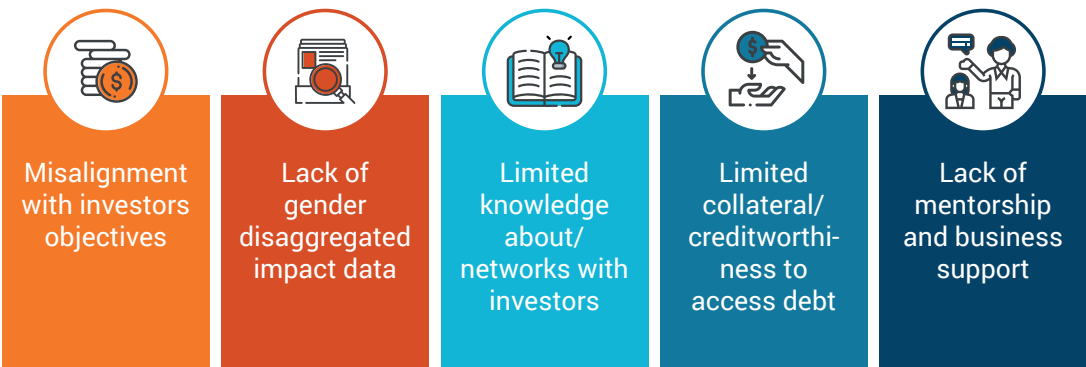 Misalignment
with investors
objectives
Lack of
gender
disaggregated
impact data
Limited
knowledge
about/
networks with
investors
Limited
collateral/
creditworthi-
ness to
access debt
Lack of
mentorship
and business
support